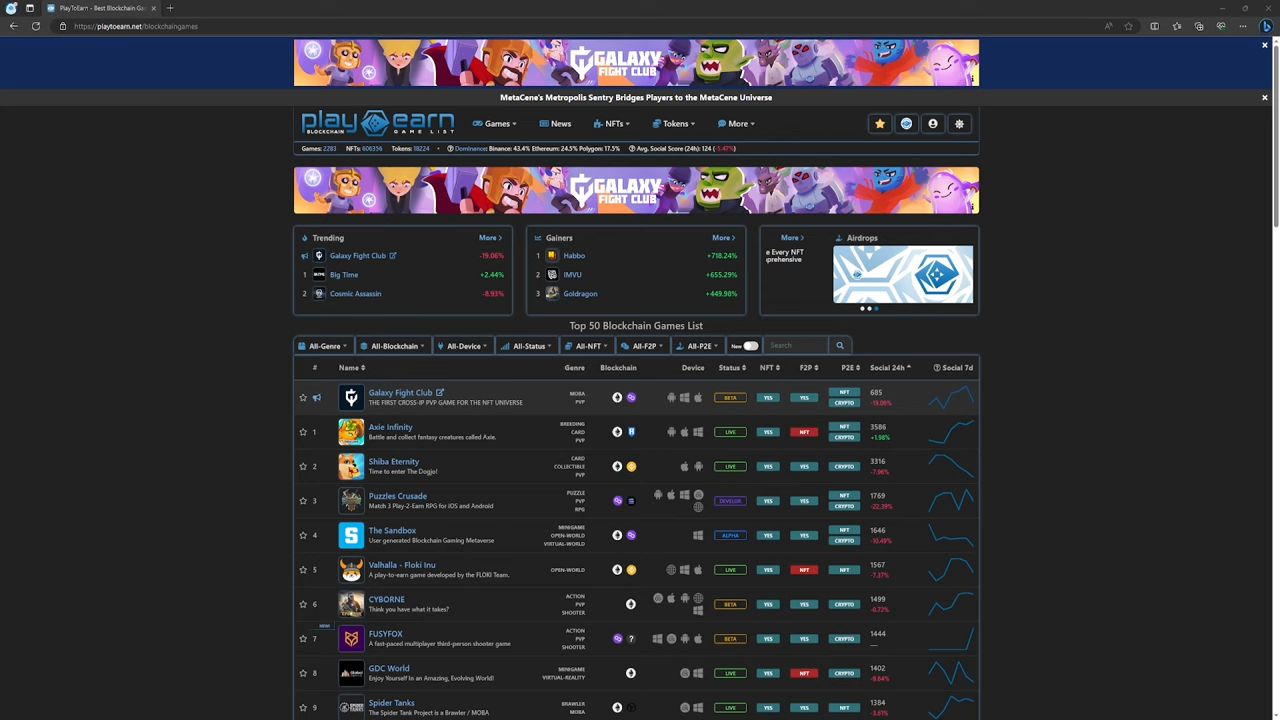 PlayToEarn - Best Blockchain Ga
https://playtoearn.net/blockchaingames
GALAXY
FIGHT CLUB
MetaCene's Metropolis Sentry Bridges Players to the MetaCene Universe
play earn
BLOCKCHAIN GAME LIST
Games
News
NFTs
Tokens
More
Games: 2283 NFTs: 606356 Tokens: 18224 • Dominance: Binance: 43.4% Ethereum: 24.5% Polygon: 17.5% Avg. Social Score (24h): 124 (-5.47%)
GALAXY
FIGHT CLUB
Trending More
Galaxy Fight Club -19.06%
1 Big Time +2.44%
2 Cosmic Assassin -8.93%
Gainers More
1 Habbo +718.24%
2 IMVU +655.29%
3 Goldragon +449.98%
More
e Every NFT
prehensive
Airdrops
Top 50 Blockchain Games List
All-Genre All-Blockchain All-Device All-Status All-NFT All-F2P All-P2E New Search
# Name Genre Blockchain Device Status NFT F2P P2E Social 24h Social 7d
Galaxy Fight Club
THE FIRST CROSS-IP PVP GAME FOR THE NFT UNIVERSE
MOBA
PVP
BETA YES YES
NFT
CRYPTO
685
-19.06%
1 Axie Infinity
Battle and collect fantasy creatures called Axie.
BREEDING
CARD
PVP
LIVE YES NFT
NFT
CRYPTO
3586
+1.98%
2 Shiba Eternity
Time to enter The Dogjo!
CARD
COLLECTIBLE
PVP
LIVE YES YES CRYPTO
3316
-7.96%
3 Puzzles Crusade
Match 3 Play-2-Earn RPG for iOS and Android
PUZZLE
PVP
RPG
DEVELOP YES YES
NFT
CRYPTO
1769
-22.39%
4 The Sandbox
User generated Blockchain Gaming Metaverse
MINIGAME
OPEN-WORLD
VIRTUAL-WORLD
ALPHA YES YES
NFT
CRYPTO
1646
-10.49%
5 Valhalla - Floki Inu
A play-to-earn game developed by the FLOKI Team.
OPEN-WORLD
LIVE YES NFT NFT
1567
-7.37%
6 CYBORNE
Think you have what it takes?
ACTION
PVP
SHOOTER
BETA YES YES CRYPTO
1499
-0.72%
NEW!
7 FUSYFOX
A fast-paced multiplayer third-person shooter game
ACTION
PVP
SHOOTER
BETA YES YES CRYPTO
1444
8 GDC World
Enjoy Yourself in an Amazing, Evolving World!
MINIGAME
VIRTUAL-REALITY
LIVE YES NFT CRYPTO
1402
-9.64%
9 Spider Tanks
The Spider Tank Project is a Brawler / MOBA
BRAWLER
MOBA
LIVE YES YES NFT
1384
-3.61%